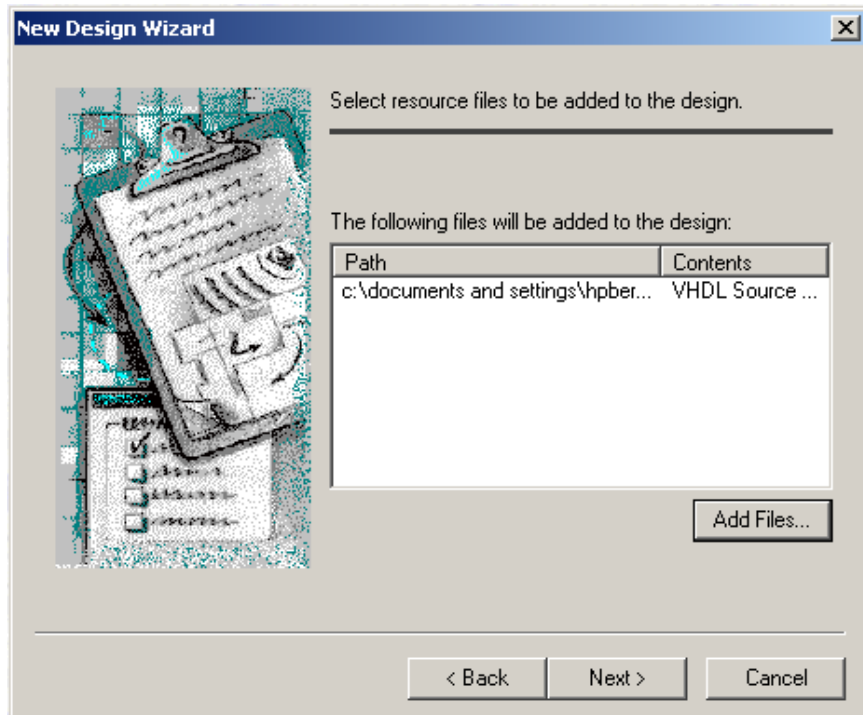 New Design Wizard
Select resource files to be added to the design.
The following files will be added to the design:
Path Contents
c:\documents and settings\hpber... VHDL Source ...
Add Files...
< Back Next > Cancel